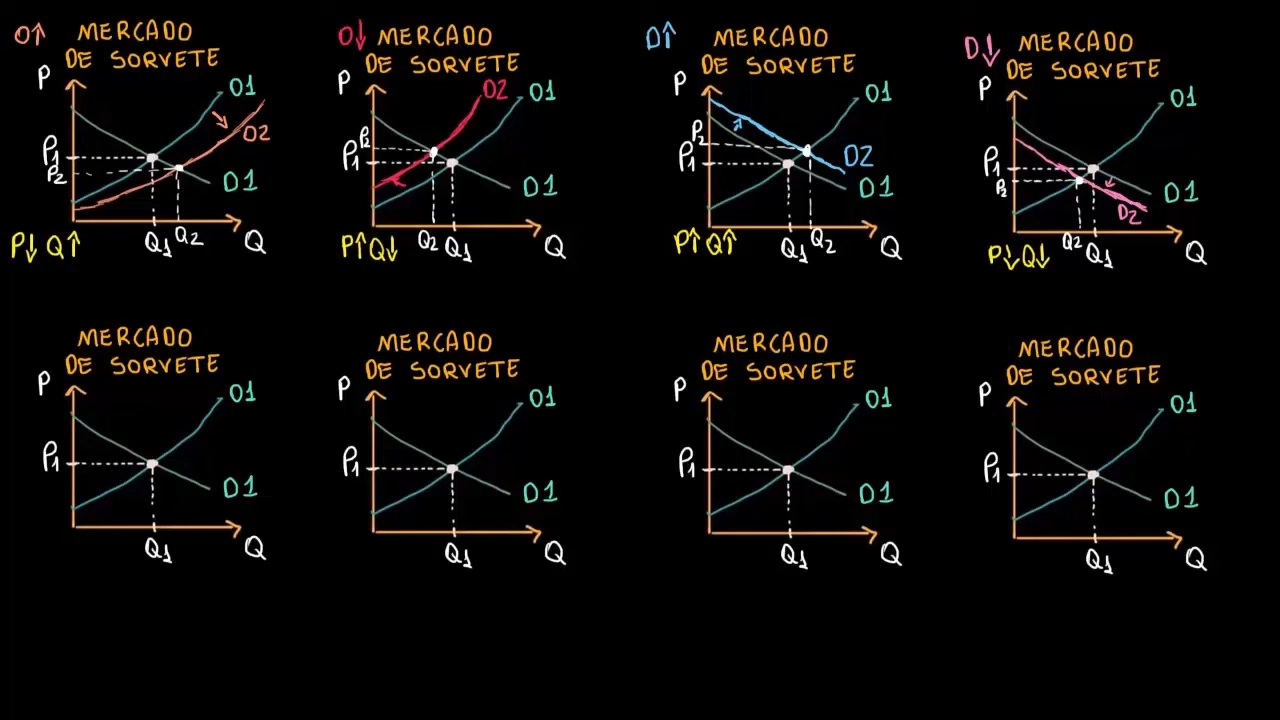 O↑
MERCADO
DE SORVETE
P
O1
O2
P1
P2
D1
Q1
Q2
Q
P↓ Q↑
O↓
MERCADO
DE SORVETE
P
O2
O1
P2
P1
D1
Q2
Q1
Q
P↑Q↓
D↑
MERCADO
DE SORVETE
P
O1
P2
P1
D2
D1
Q1
Q2
Q
P↑Q↑
D↓
MERCADO
DE SORVETE
P
O1
P1
P2
D1
D2
Q2
Q1
Q
P↓Q↓
MERCADO
DE SORVETE
P
O1
P1
D1
Q1
Q
MERCADO
DE SORVETE
P
O1
P1
D1
Q1
Q
MERCADO
DE SORVETE
P
O1
P1
D1
Q1
Q
MERCADO
DE SORVETE
P
O1
P1
D1
Q1
Q